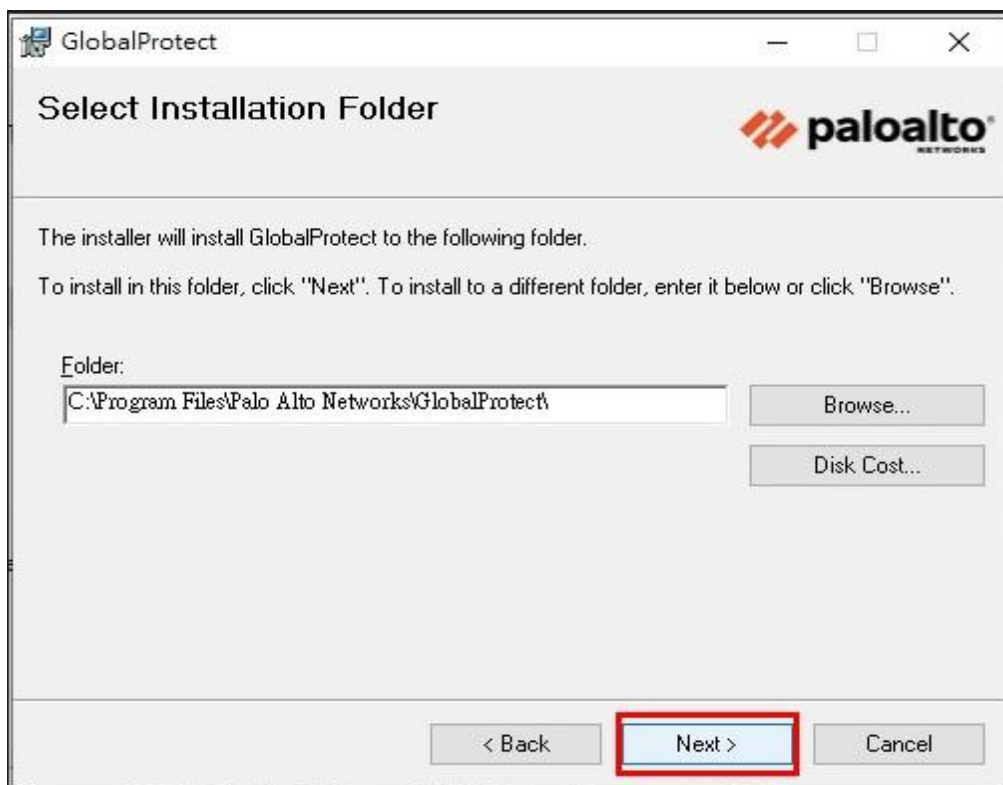 GlobalProtect
Select Installation Folder
paloalto
NETWORKS
The installer will install GlobalProtect to the following folder.
To install in this folder, click "Next". To install to a different folder, enter it below or click "Browse".
Folder:
C:\Program Files\Palo Alto Networks\GlobalProtect\
Browse...
Disk Cost...
< Back
Next >
Cancel